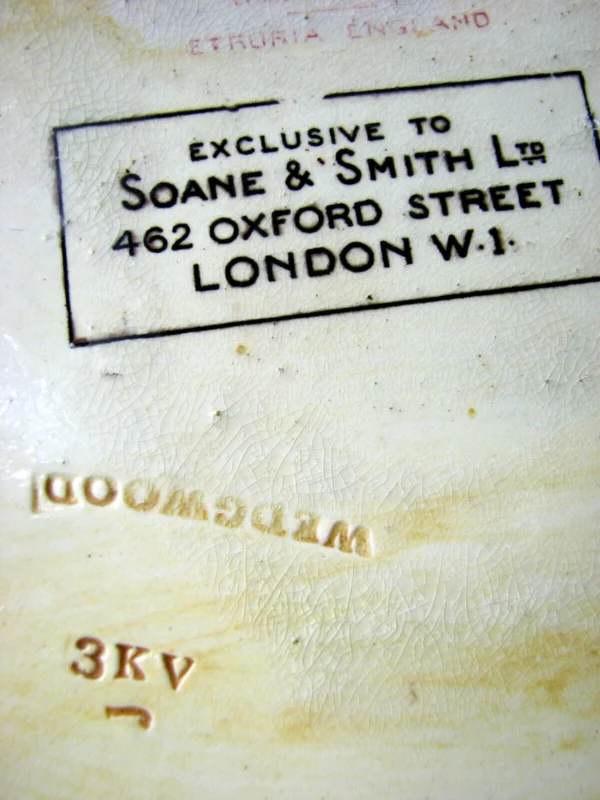 ETRURIA ENGLAND
EXCLUSIVE TO
SOANE & SMITH LTD
462 OXFORD STREET
LONDON W.1.
WEDGWOOD
3KV